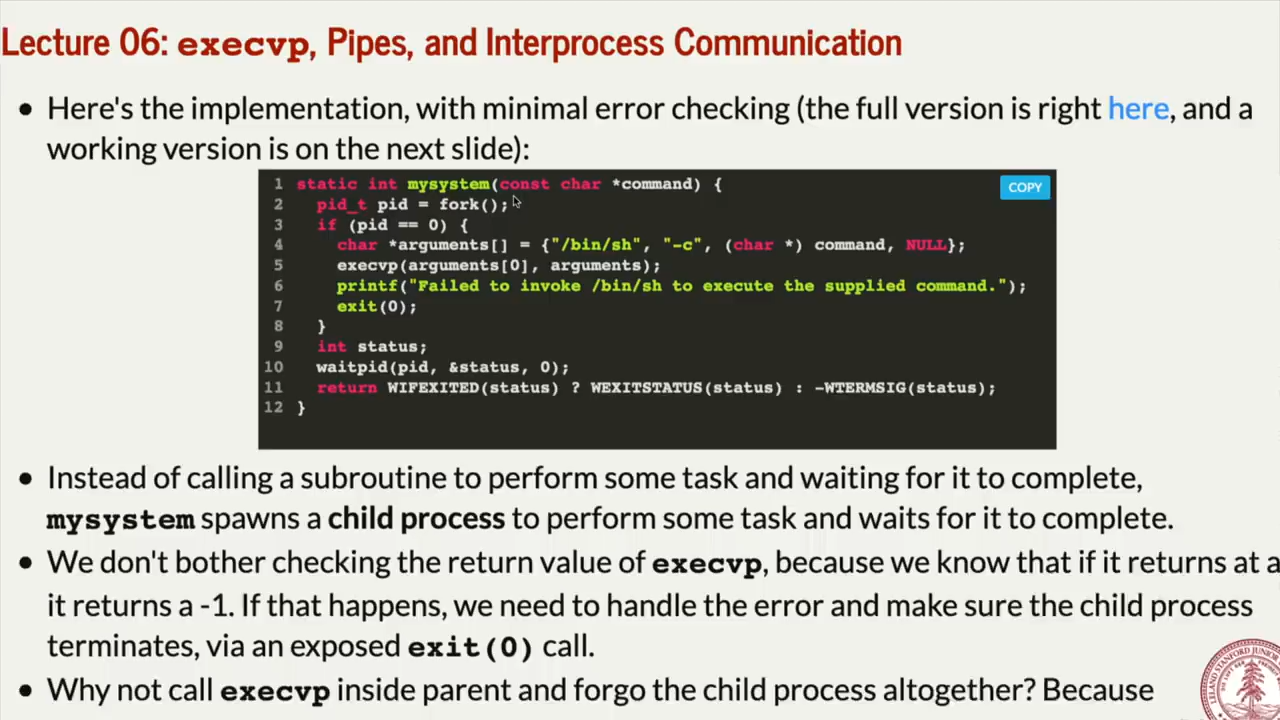 Lecture 06: execvp, Pipes, and Interprocess Communication
• Here's the implementation, with minimal error checking (the full version is right here, and a
working version is on the next slide):
COPY
1 static int mysystem(const char *command) {
2   pid_t pid = fork();
3   if (pid == 0) {
4     char *arguments[] = {"/bin/sh", "-c", (char *) command, NULL};
5     execvp(arguments[0], arguments);
6     printf("Failed to invoke /bin/sh to execute the supplied command.");
7     exit(0);
8   }
9   int status;
10   waitpid(pid, &status, 0);
11   return WIFEXITED(status) ? WEXITSTATUS(status) : -WTERMSIG(status);
12 }
• Instead of calling a subroutine to perform some task and waiting for it to complete,
mysystem spawns a child process to perform some task and waits for it to complete.
• We don't bother checking the return value of execvp, because we know that if it returns at a
it returns a -1. If that happens, we need to handle the error and make sure the child process
terminates, via an exposed exit(0) call.
• Why not call execvp inside parent and forgo the child process altogether? Because